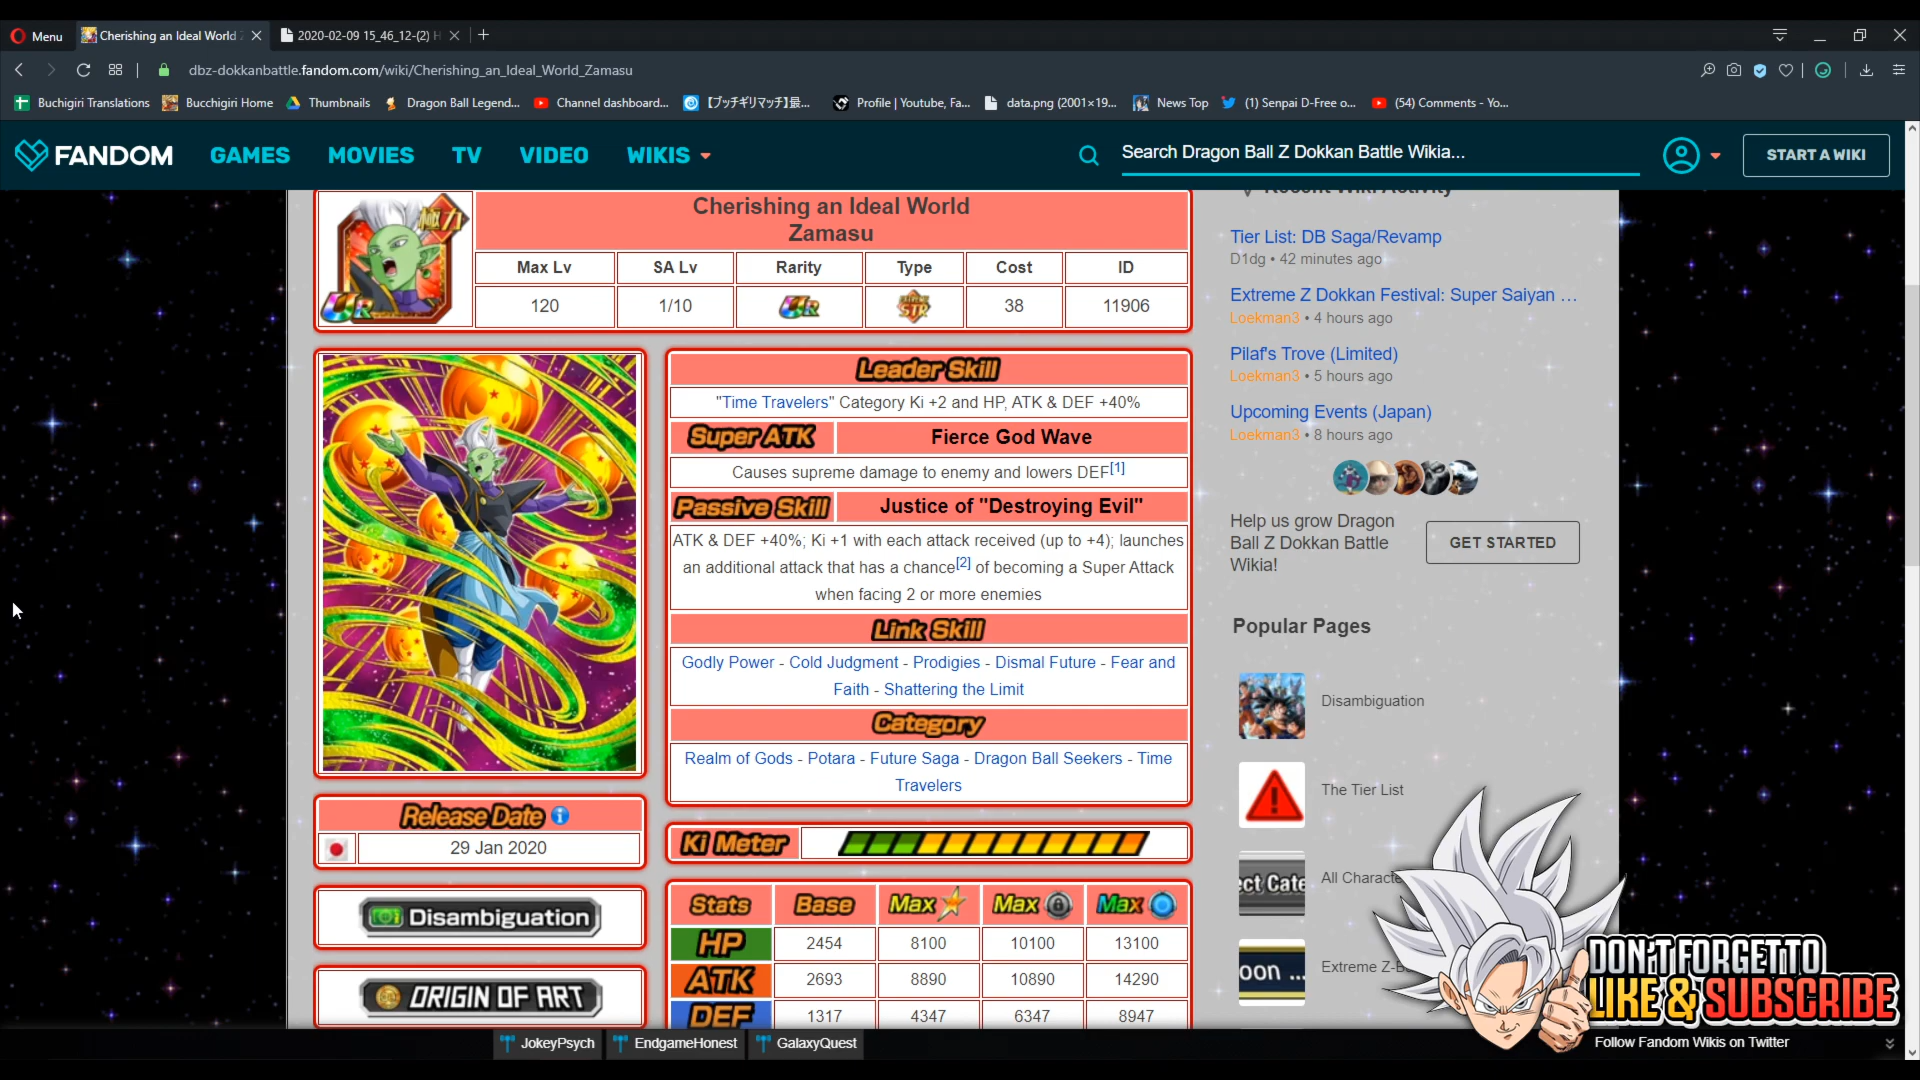 Menu
Cherishing an Ideal World Z
2020-02-09 15_46_12-(2) H
dbz-dokkanbattle.fandom.com/wiki/Cherishing_an_Ideal_World_Zamasu
Buchigiri Translations
Bucchigiri Home
Thumbnails
Dragon Ball Legend...
Channel dashboard...
【ブッチギリマッチ】最...
Profile | Youtube, Fa...
data.png (2001×19...
News Top
(1) Senpai D-Free o...
(54) Comments - Yo...
FANDOM
GAMES
MOVIES
TV
VIDEO
WIKIS
Search Dragon Ball Z Dokkan Battle Wikia...
START A WIKI
Cherishing an Ideal World
Zamasu
Max Lv
SA Lv
Rarity
Type
Cost
ID
120
1/10
UR
STR
38
11906
UR
Leader Skill
"Time Travelers" Category Ki +2 and HP, ATK & DEF +40%
Super ATK
Fierce God Wave
Causes supreme damage to enemy and lowers DEF[1]
Passive Skill
Justice of "Destroying Evil"
ATK & DEF +40%; Ki +1 with each attack received (up to +4); launches
an additional attack that has a chance[2] of becoming a Super Attack
when facing 2 or more enemies
Link Skill
Godly Power - Cold Judgment - Prodigies - Dismal Future - Fear and
Faith - Shattering the Limit
Category
Realm of Gods - Potara - Future Saga - Dragon Ball Seekers - Time
Travelers
Release Date
29 Jan 2020
Disambiguation
ORIGIN OF ART
Ki Meter
Stats
Base
Max
Max
Max
HP
2454
8100
10100
13100
ATK
2693
8890
10890
14290
DEF
1317
4347
6347
8947
Recent Wiki Activity
Tier List: DB Saga/Revamp
D1dg • 42 minutes ago
Extreme Z Dokkan Festival: Super Saiyan ...
Loekman3 • 4 hours ago
Pilaf's Trove (Limited)
Loekman3 • 5 hours ago
Upcoming Events (Japan)
Loekman3 • 8 hours ago
Help us grow Dragon
Ball Z Dokkan Battle
Wikia!
GET STARTED
Popular Pages
Disambiguation
The Tier List
ect Cate
All Characte
oon ...
Extreme Z-B
DON'T FORGET TO
LIKE & SUBSCRIBE
JokeyPsych
EndgameHonest
GalaxyQuest
Follow Fandom Wikis on Twitter